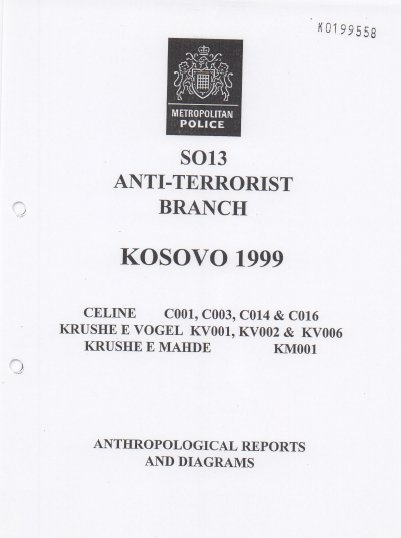 K0199558
METROPOLITAN
POLICE
SO13
ANTI-TERRORIST
BRANCH
KOSOVO 1999
CELINE C001, C003, C014 & C016
KRUSHE E VOGEL KV001, KV002 & KV006
KRUSHE E MAHDE KM001
ANTHROPOLOGICAL REPORTS
AND DIAGRAMS